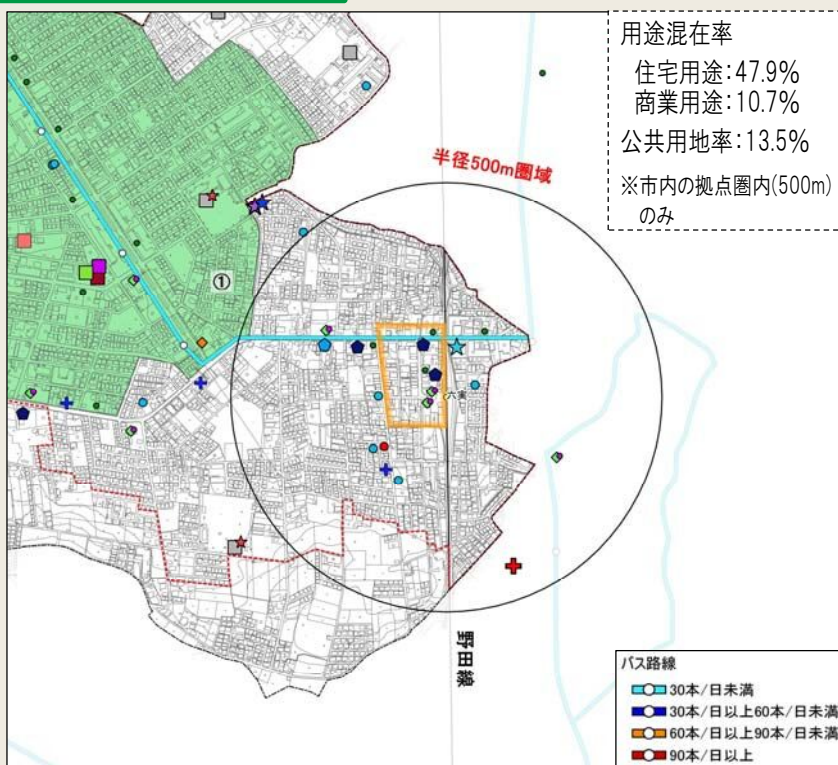 用途混在率
住宅用途:47.9%
商業用途:10.7%
公共用地率:13.5%
※市内の拠点圏内(500m)
のみ
半径500m圏域
①
六実
野田線
バス路線
30本/日未満
30本/日以上60本/日未満
60本/日以上90本/日未満
90本/日以上